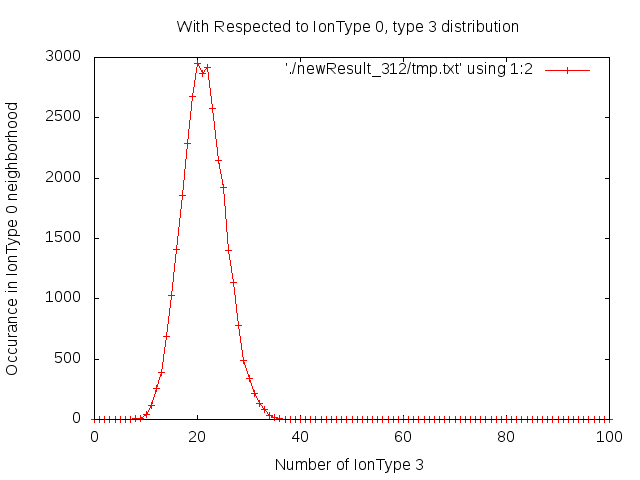 With Respected to IonType 0, type 3 distribution
'./newResult_312/tmp.txt' using 1:2
Occurance in IonType 0 neighborhood
3000
2500
2000
1500
1000
500
0
0 20 40 60 80 100
Number of IonType 3